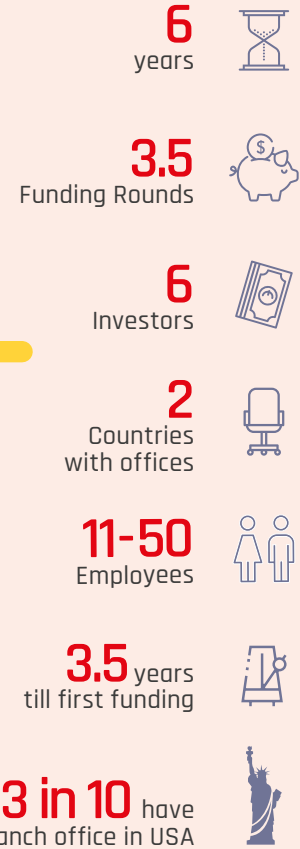 6
years
$
3.5
Funding Rounds
6
Investors
2
Countries
with offices
11-50
Employees
3.5 years
till first funding
3 in 10 have
anch office in USA